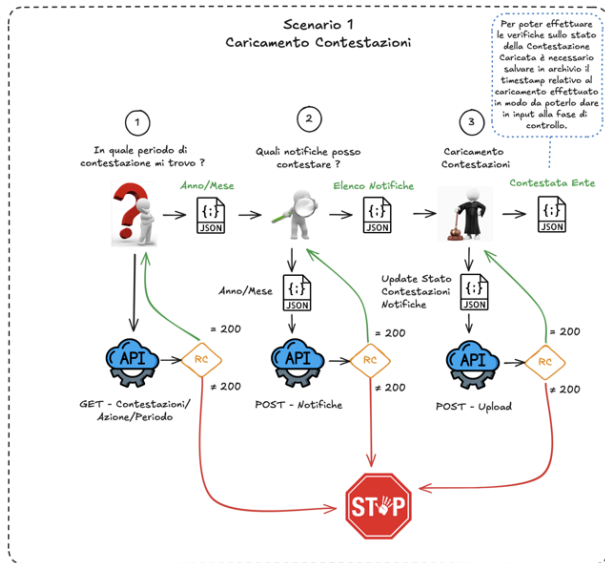 Scenario 1
Caricamento Contestazioni
Per poter effettuare
le verifiche sullo stato
della Contestazione
Caricata è necessario
salvare in archivio il
timestamp relativo al
caricamento effettuato
in modo da poterlo dare
in input alla fase di
controllo.
1
In quale periodo di
contestazione mi trovo ?
2
Quali notifiche posso
contestare ?
3
Caricamento
Contestazioni
Anno/Mese
{:}
JSON
Elenco Notifiche
{:}
JSON
Contestata Ente
{:}
JSON
Anno/Mese
{:}
JSON
Update Stato
Contestazioni
Notifiche
{:}
JSON
= 200
= 200
= 200
API
RC
API
RC
API
RC
≠ 200
≠ 200
≠ 200
GET - Contestazioni/
Azione/Periodo
POST - Notifiche
POST - Upload
STOP